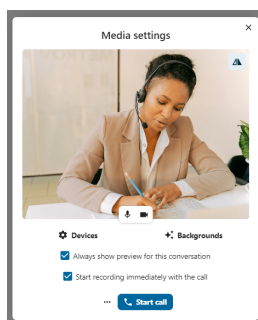 Media settings
Devices
Backgrounds
Always show preview for this conversation
Start recording immediately with the call
Start call